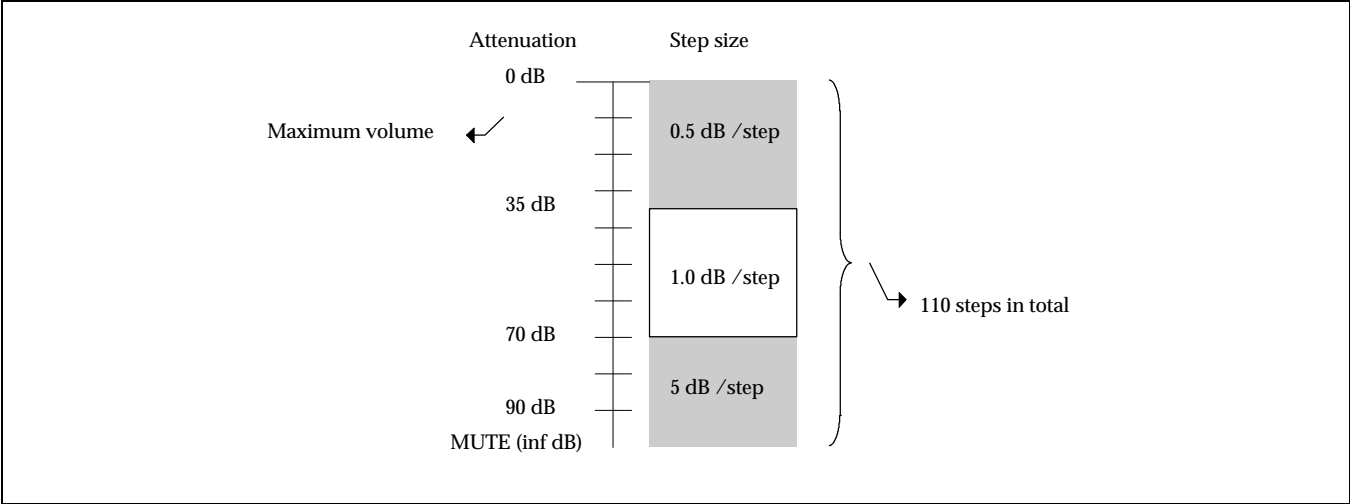 Attenuation Step size
0 dB
Maximum volume 0.5 dB /step
35 dB
1.0 dB /step
110 steps in total
70 dB
5 dB /step
90 dB
MUTE (inf dB)